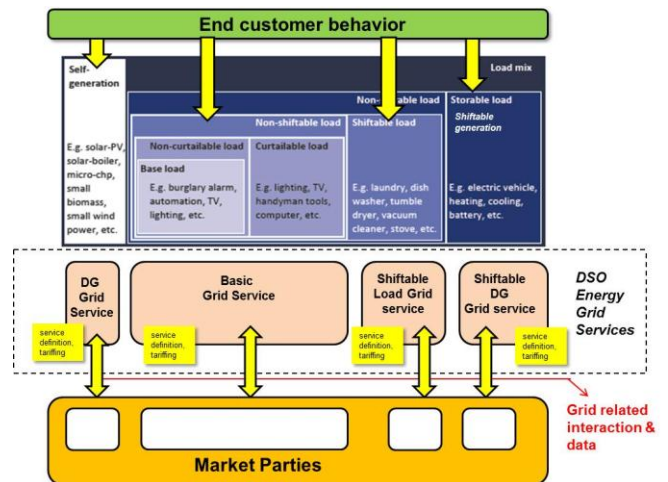 End customer behavior
Self-
generation
Load mix
Storable load
Shiftable
generation
Non-shiftable load
Shiftable load
Non-curtailable load
Curtailable load
Base load
E.g. solar-PV,
solar-boiler,
micro-chp,
small
biomass,
small wind
power, etc.
E.g. burglary alarm,
automation, TV,
lighting, etc.
E.g. lighting, TV,
handyman tools,
computer, etc.
E.g. laundry, dish
washer, tumble
dryer, vacuum
cleaner, stove, etc.
E.g. electric vehicle,
heating, cooling,
battery, etc.
DG
Grid
Service
Basic
Grid Service
Shiftable
Load Grid
service
Shiftable
DG
Grid service
DSO
Energy
Grid
Services
service
definition,
tariffing
service
definition,
tariffing
service
definition,
tariffing
service
definition,
tariffing
Grid related
interaction &
data
Market Parties